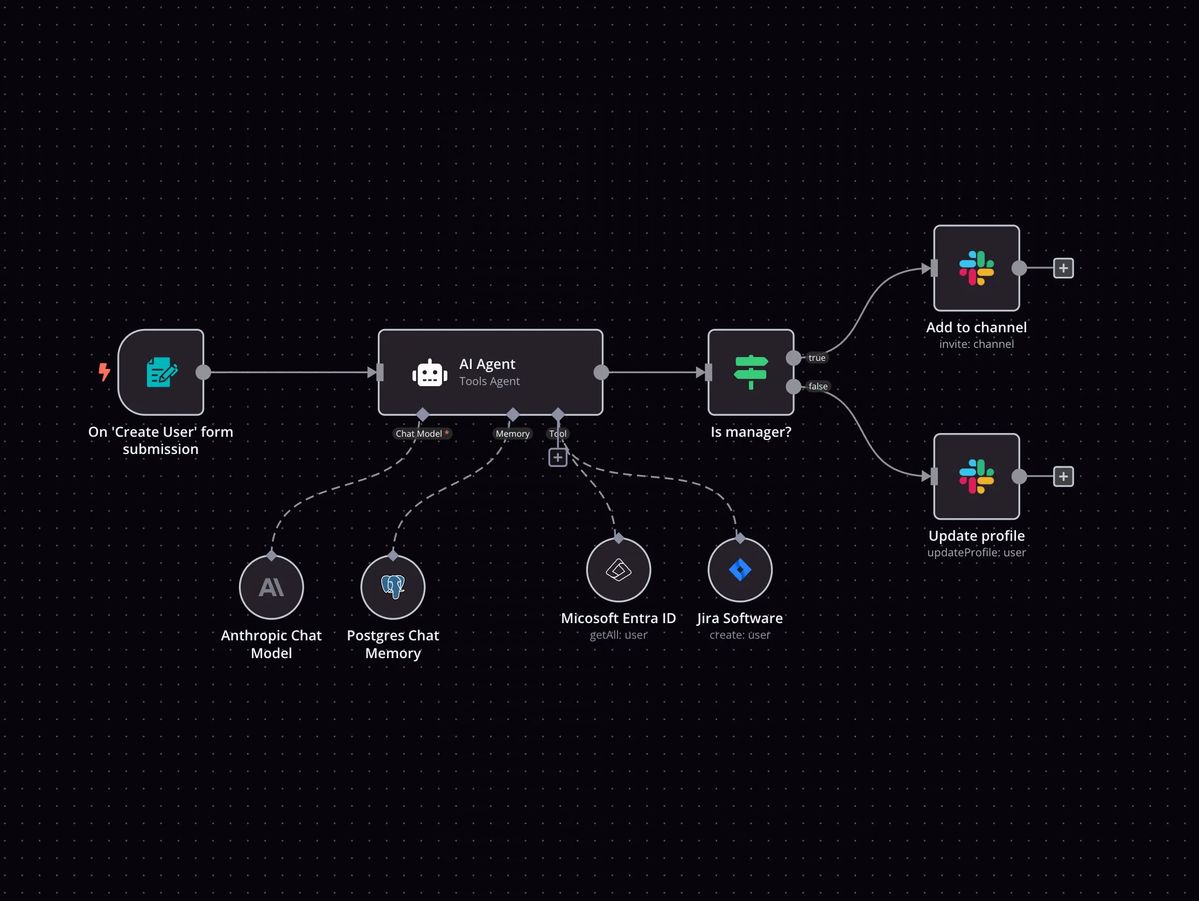 On 'Create User' form
submission
AI Agent
Tools Agent
Chat Model *
Memory
Tool
Anthropic Chat
Model
Postgres Chat
Memory
Micosoft Entra ID
getAll: user
Jira Software
create: user
Is manager?
true
false
Add to channel
invite: channel
Update profile
updateProfile: user